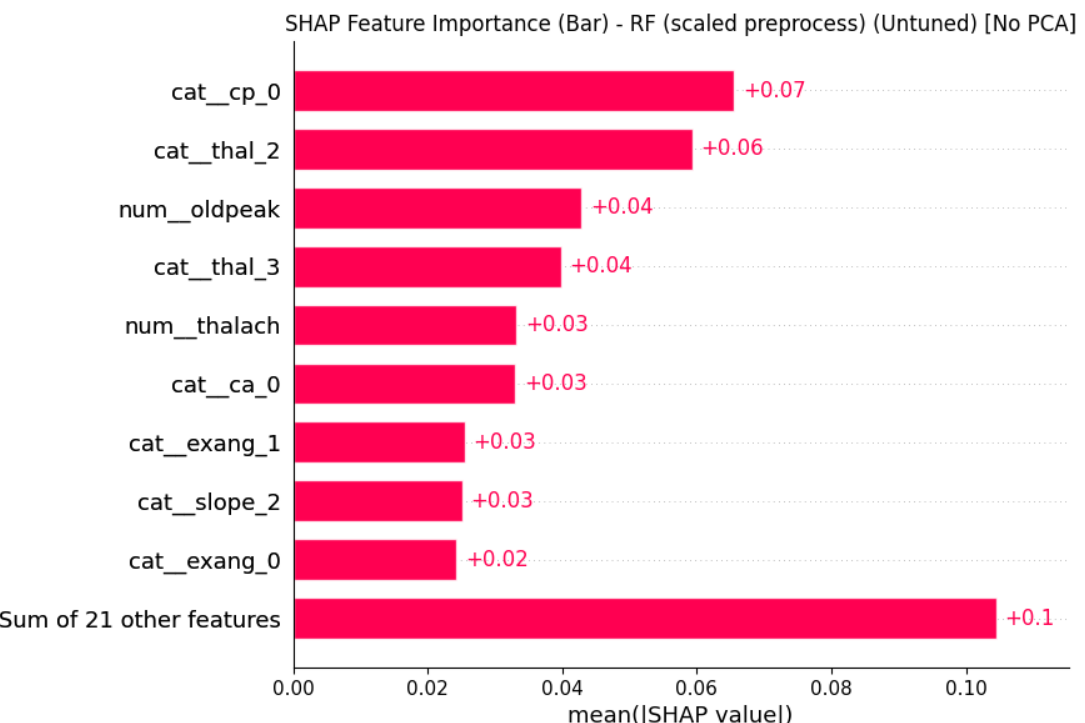 SHAP Feature Importance (Bar) - RF (scaled preprocess) (Untuned) [No PCA]
cat__cp_0 +0.07
cat__thal_2 +0.06
num__oldpeak +0.04
cat__thal_3 +0.04
num__thalach +0.03
cat__ca_0 +0.03
cat__exang_1 +0.03
cat__slope_2 +0.03
cat__exang_0 +0.02
Sum of 21 other features +0.1
0.00 0.02 0.04 0.06 0.08 0.10
mean(|SHAP value|)